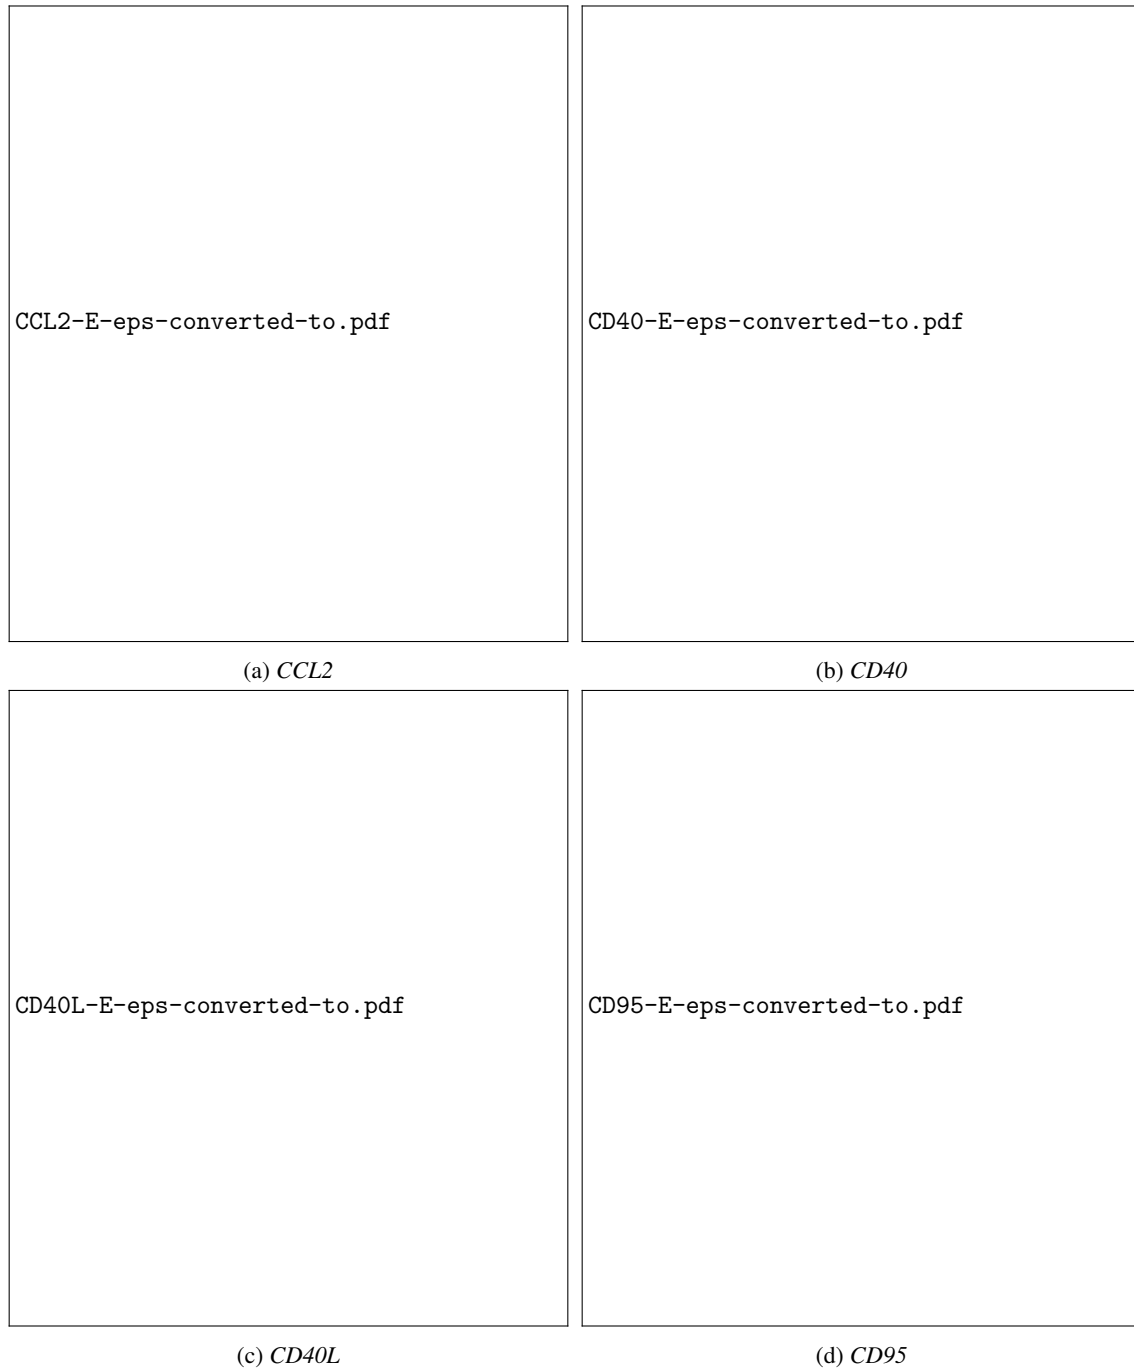 CCL2-E-eps-converted-to.pdf
CD40-E-eps-converted-to.pdf
(a) CCL2
(b) CD40
CD40L-E-eps-converted-to.pdf
CD95-E-eps-converted-to.pdf
(c) CD40L
(d) CD95